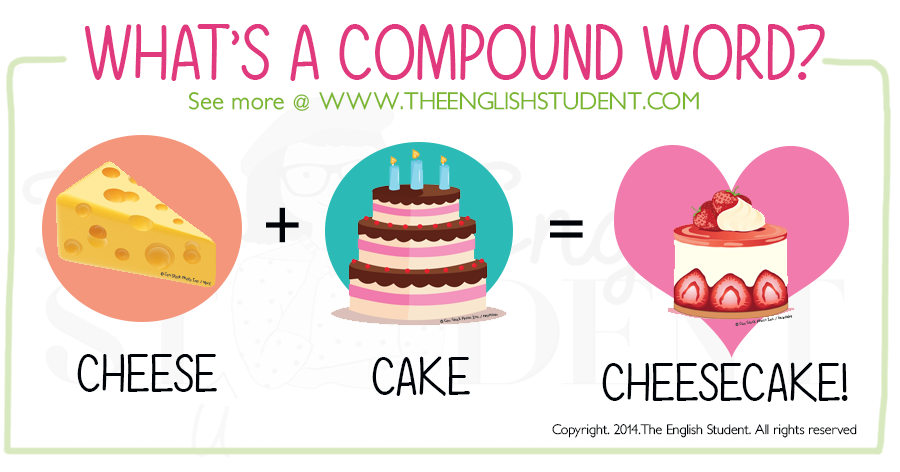 WHAT'S A COMPOUND WORD?
See more @ WWW.THEENGLISHSTUDENT.COM
+
=
CHEESE
CAKE
CHEESECAKE!
Copyright. 2014.The English Student. All rights reserved